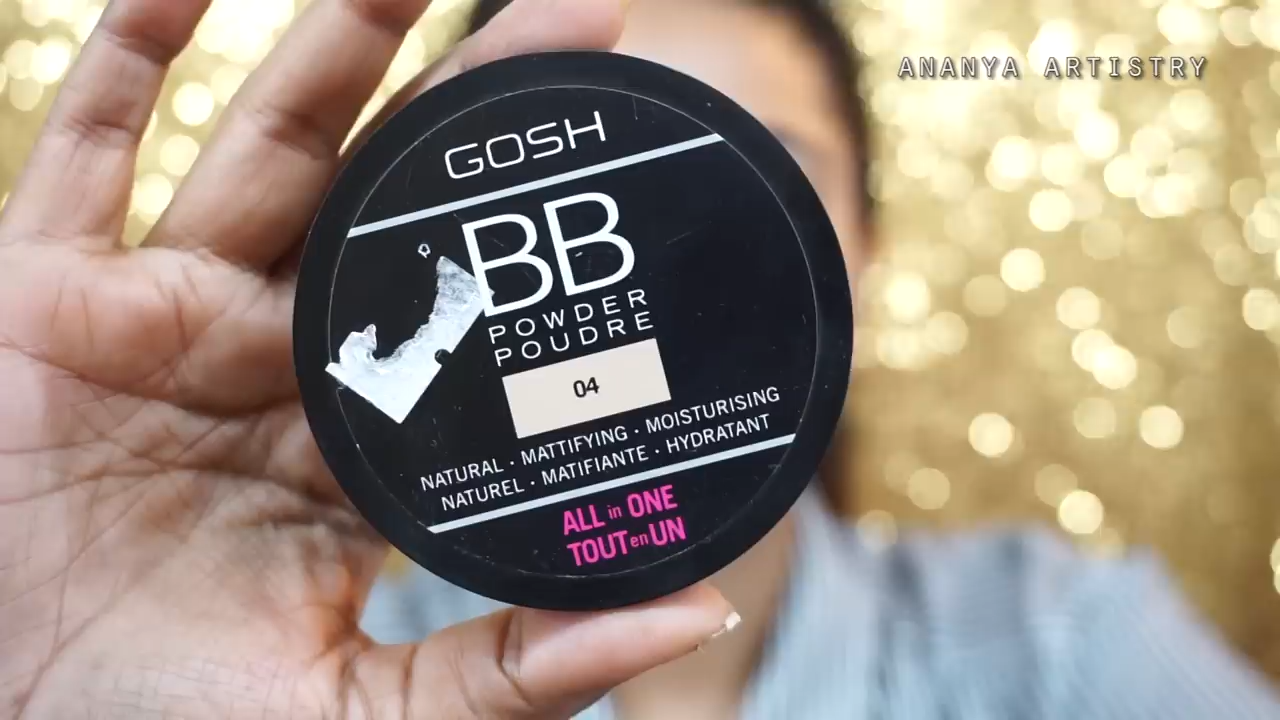 ANANYA ARTISTRY
GOSH
BB
POWDER
POUDRE
04
NATURAL · MATTIFYING · MOISTURISING
NATUREL · MATIFIANTE · HYDRATANT
ALL in ONE
TOUT en UN